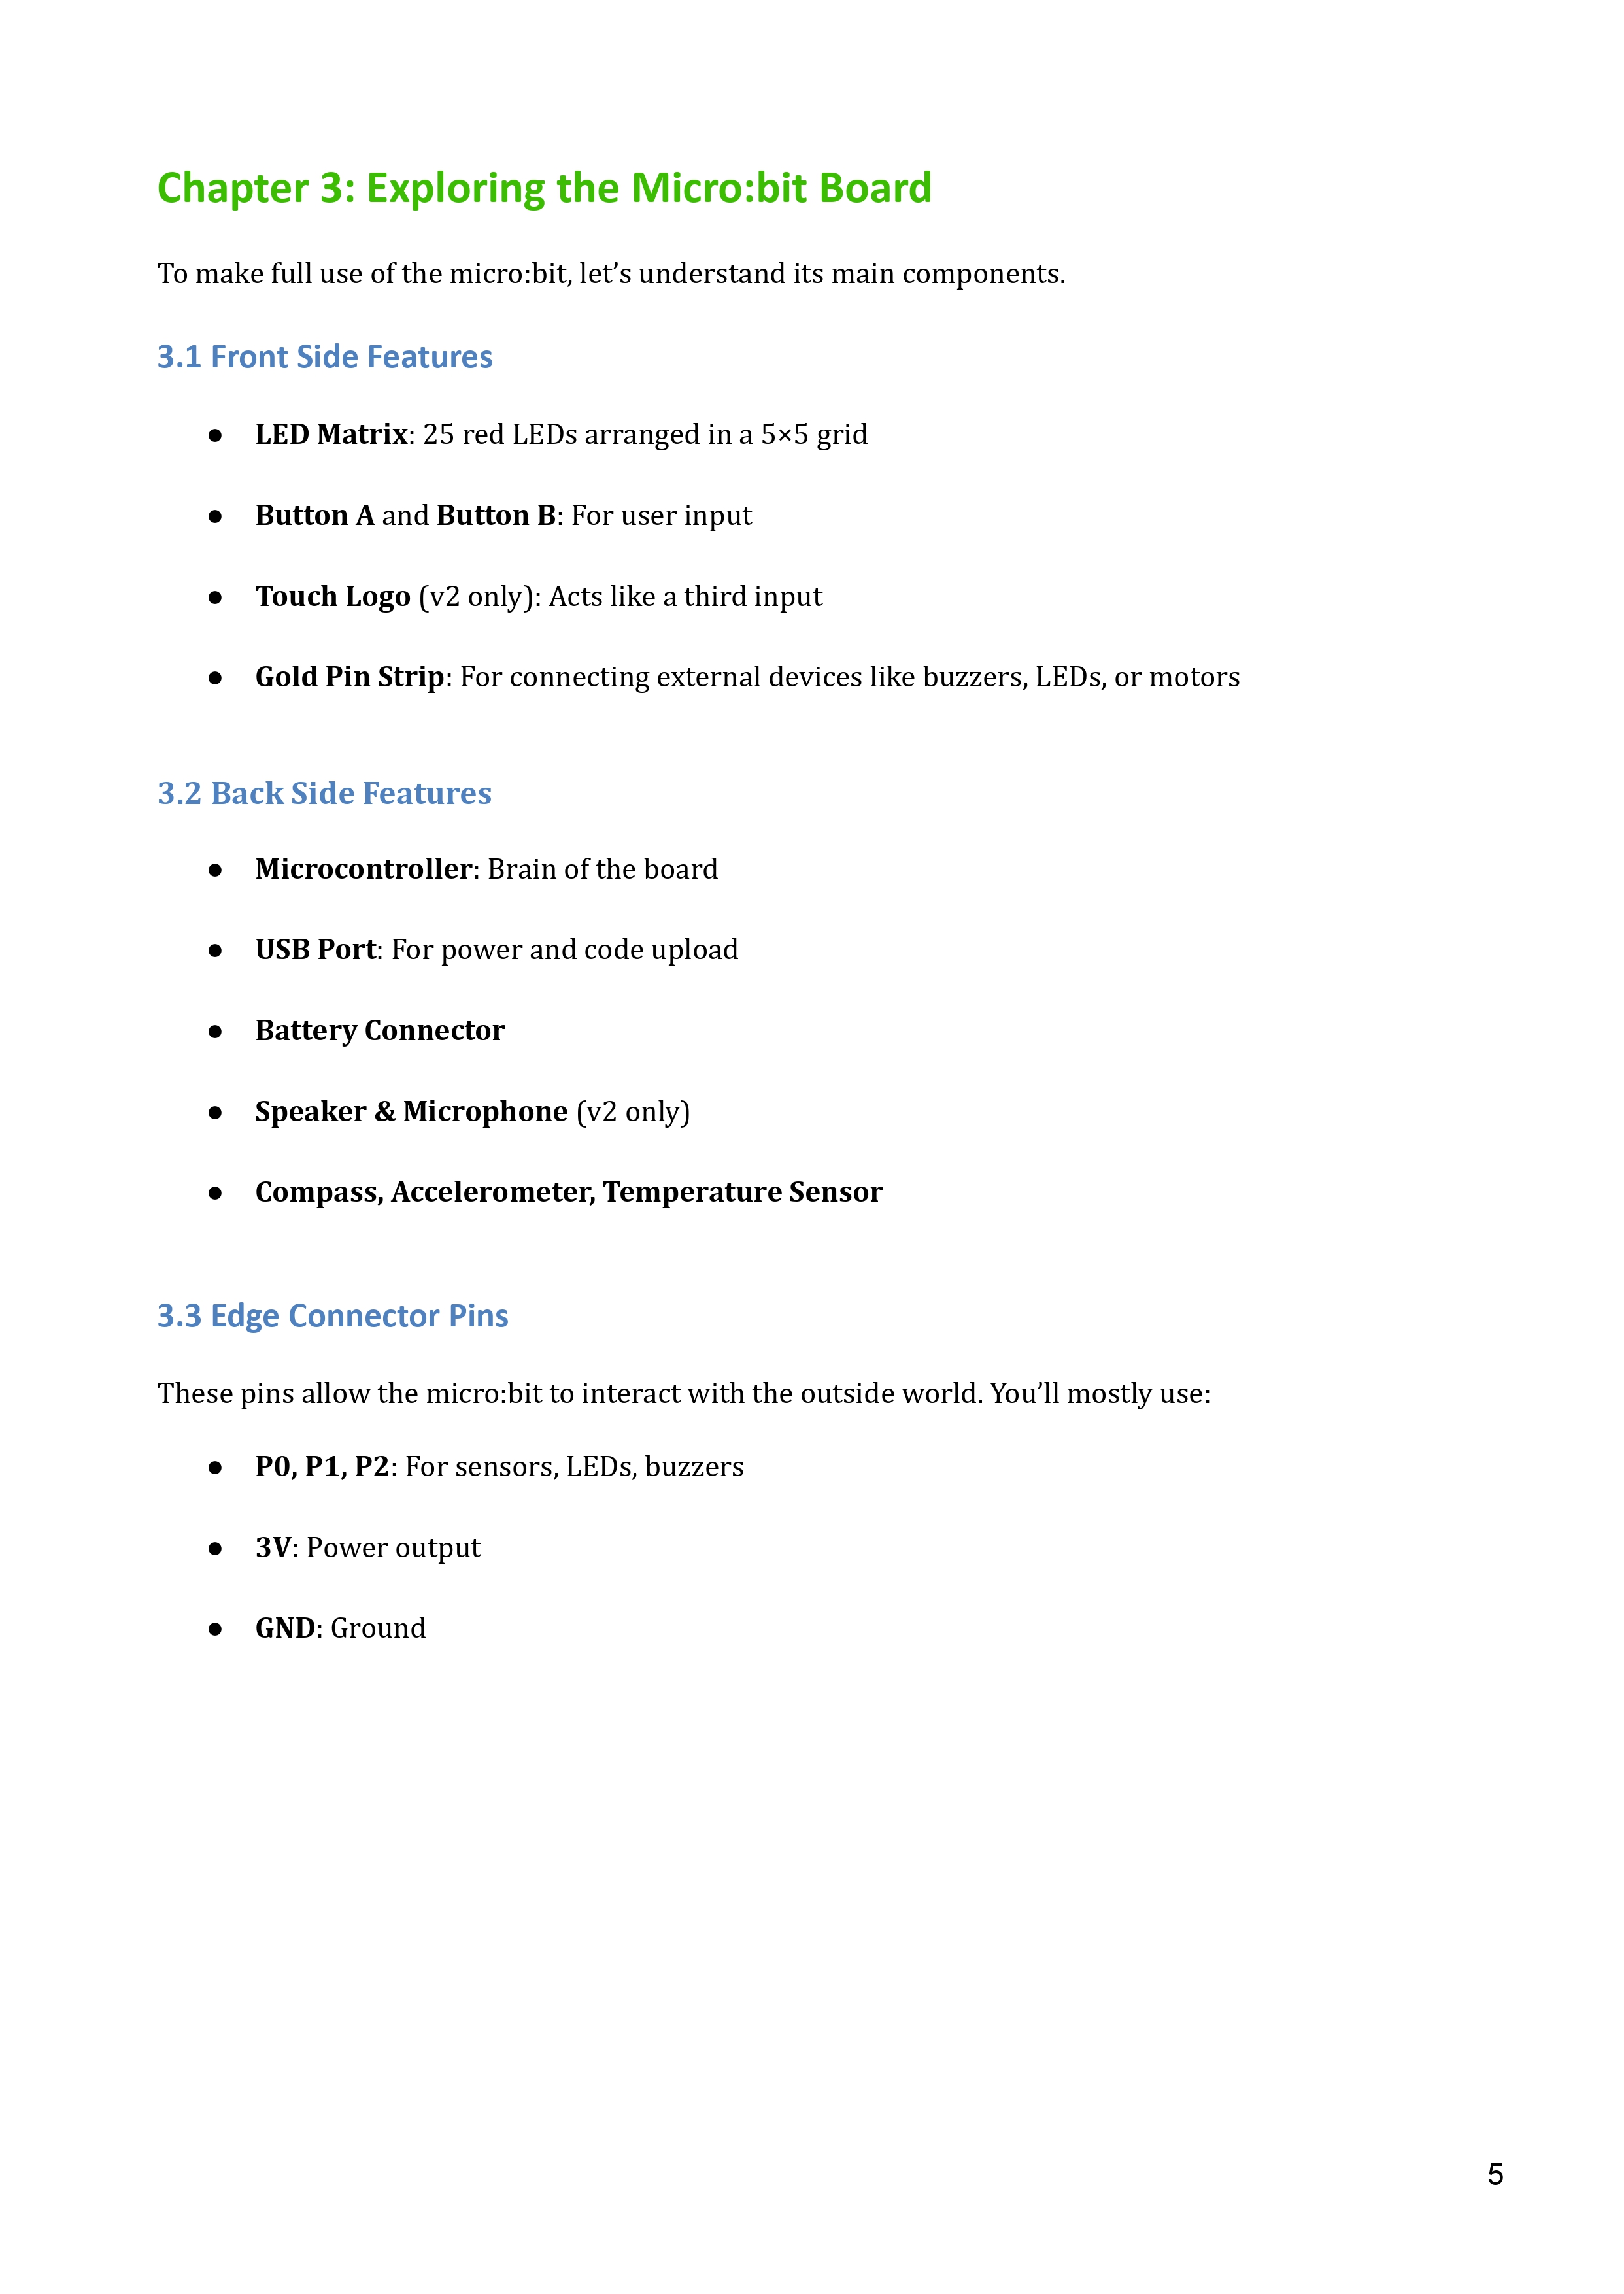 Chapter 3: Exploring the Micro:bit Board
To make full use of the micro:bit, let’s understand its main components.
3.1 Front Side Features
● LED Matrix: 25 red LEDs arranged in a 5×5 grid
● Button A and Button B: For user input
● Touch Logo (v2 only): Acts like a third input
● Gold Pin Strip: For connecting external devices like buzzers, LEDs, or motors
3.2 Back Side Features
● Microcontroller: Brain of the board
● USB Port: For power and code upload
● Battery Connector
● Speaker & Microphone (v2 only)
● Compass, Accelerometer, Temperature Sensor
3.3 Edge Connector Pins
These pins allow the micro:bit to interact with the outside world. You’ll mostly use:
● P0, P1, P2: For sensors, LEDs, buzzers
● 3V: Power output
● GND: Ground
5